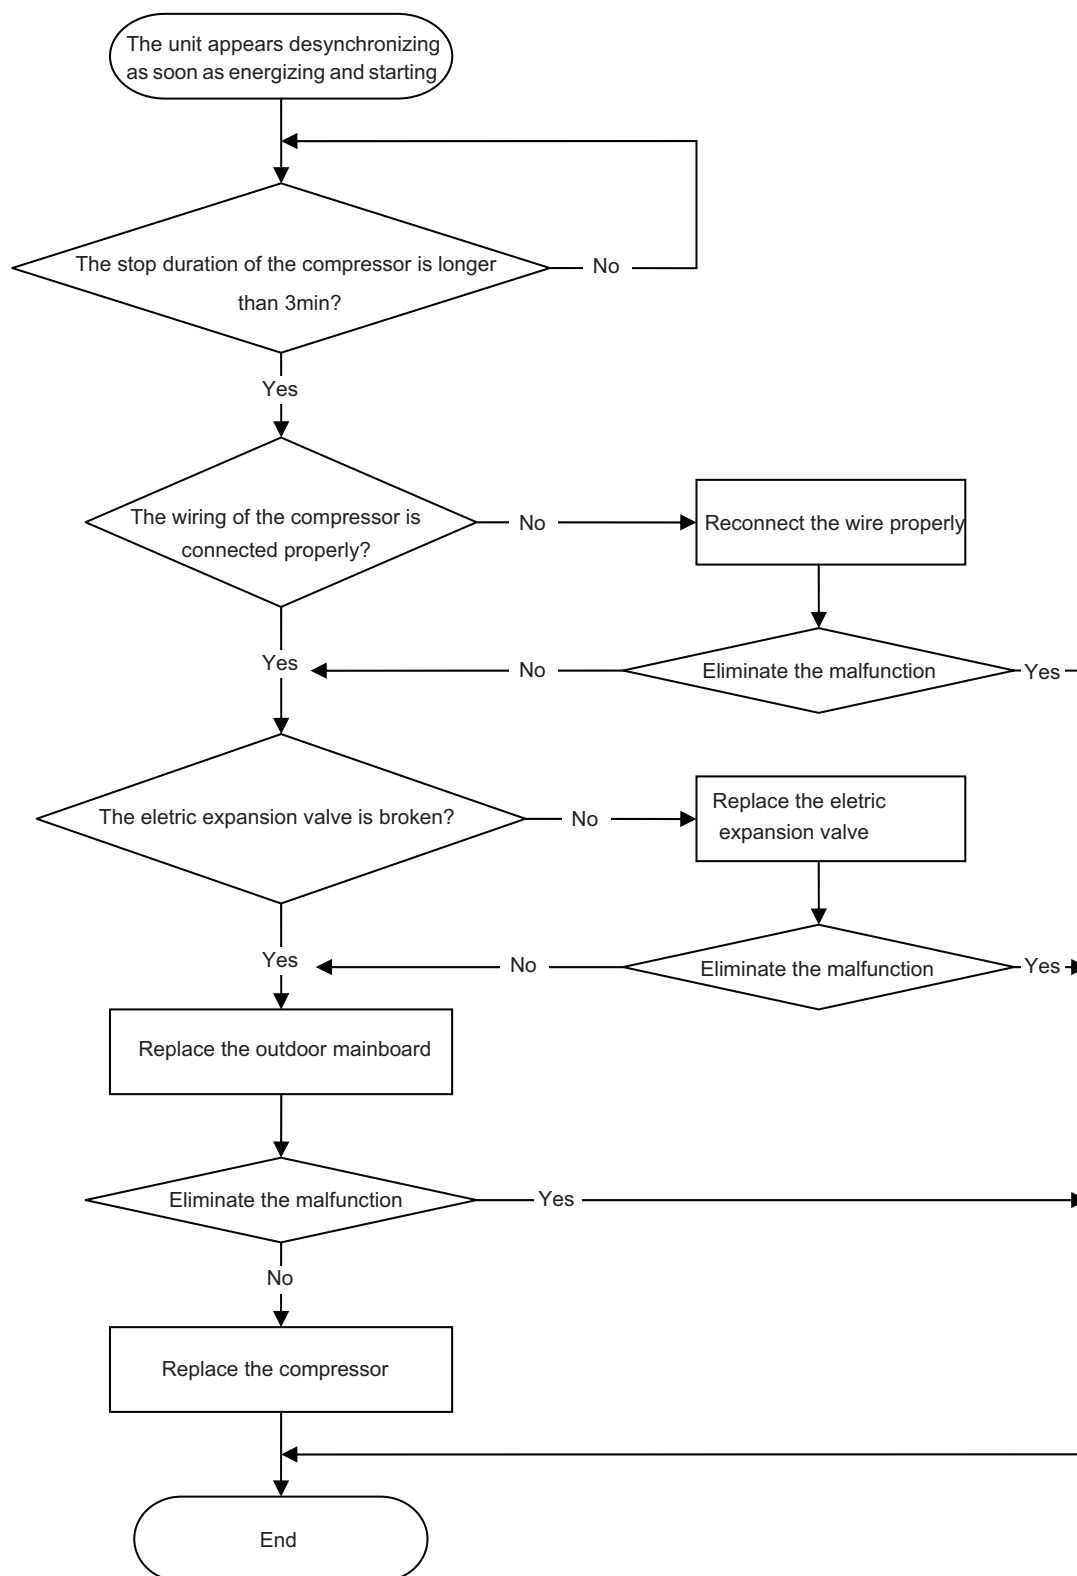 The unit appears desynchronizing
as soon as energizing and starting
The stop duration of the compressor is longer
than 3min?
No
Yes
The wiring of the compressor is
connected properly?
No
Reconnect the wire properly
Yes
No
Eliminate the malfunction
Yes
The eletric expansion valve is broken?
No
Replace the eletric
expansion valve
Yes
No
Eliminate the malfunction
Yes
Replace the outdoor mainboard
Eliminate the malfunction
Yes
No
Replace the compressor
End